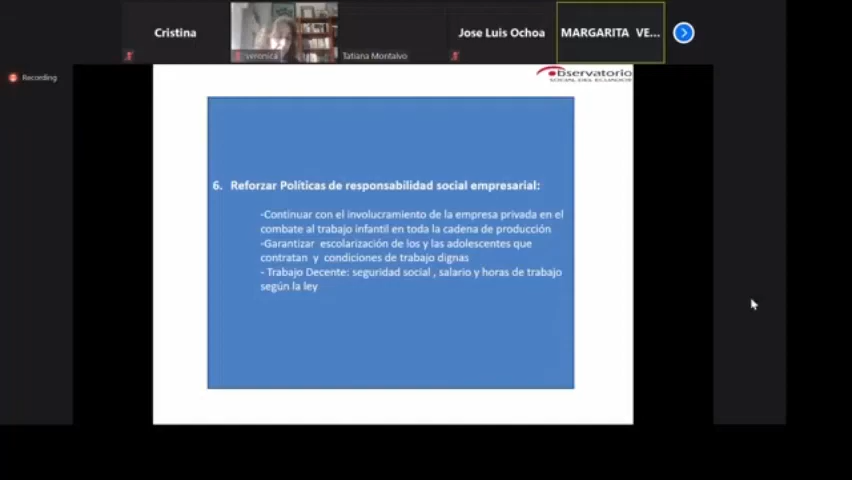 Cristina
veronica
Tatiana Montalvo
Jose Luis Ochoa
MARGARITA VE...
Recording
Observatorio
SOCIAL DEL ECUADOR
6. Reforzar Políticas de responsabilidad social empresarial:
-Continuar con el involucramiento de la empresa privada en el
combate al trabajo infantil en toda la cadena de producción
-Garantizar escolarización de los y las adolescentes que
contratan y condiciones de trabajo dignas
- Trabajo Decente: seguridad social , salario y horas de trabajo
según la ley